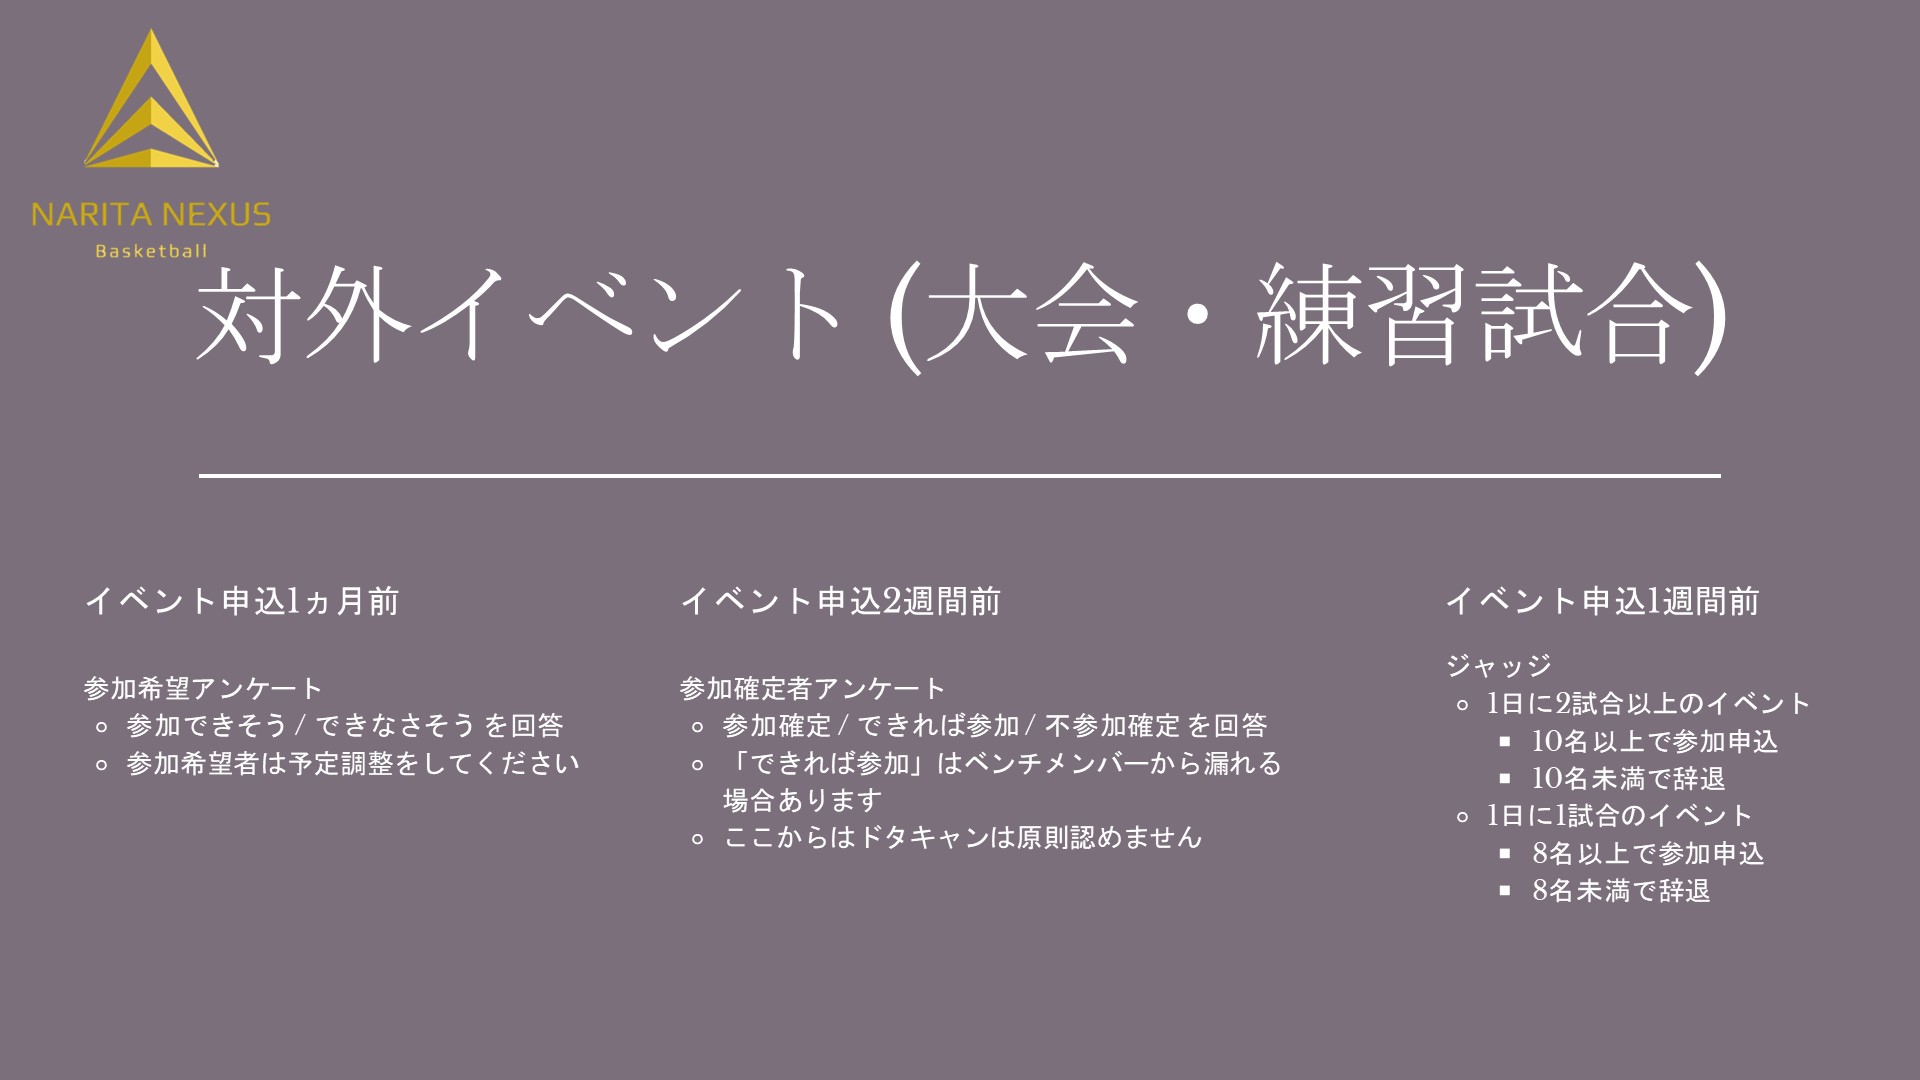 NARITA NEXUS
Basketball
対外イベント (大会・練習試合)
イベント申込1ヵ月前
参加希望アンケート
参加できそう / できなさそう を回答
参加希望者は予定調整をしてください
イベント申込2週間前
参加確定者アンケート
参加確定 / できれば参加 / 不参加確定 を回答
「できれば参加」はベンチメンバーから漏れる
場合あります
ここからはドタキャンは原則認めません
イベント申込1週間前
ジャッジ
1日に2試合以上のイベント
10名以上で参加申込
10名未満で辞退
1日に1試合のイベント
8名以上で参加申込
8名未満で辞退